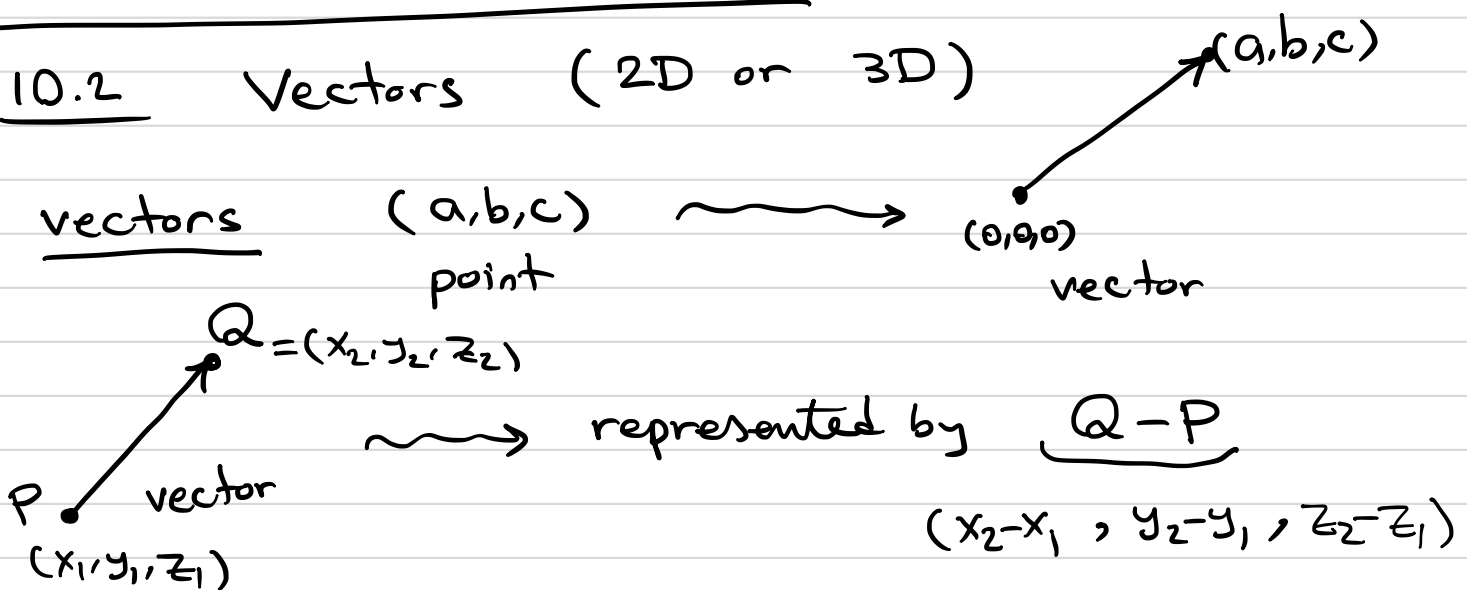 10.2 Vectors (2D or 3D)
(a,b,c)
vectors (a,b,c)
point
(0,0,0)
vector
Q = (x₂, y₂, z₂)
represented by Q - P
P vector
(x₁, y₁, z₁)
(x₂-x₁, y₂-y₁, z₂-z₁)